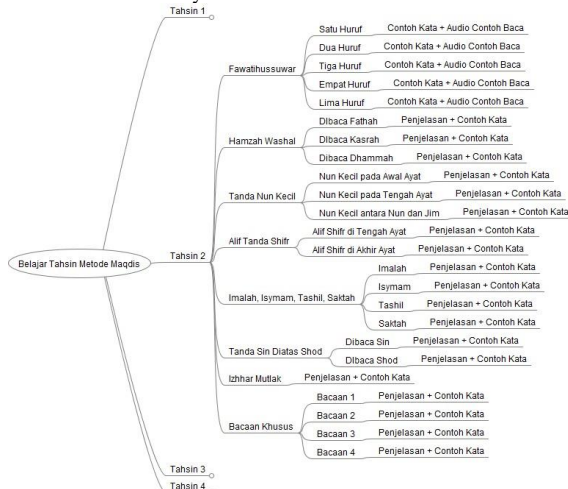 Tahsin 1
Satu Huruf Contoh Kata + Audio Contoh Baca
Dua Huruf Contoh Kata + Audio Contoh Baca
Fawatihussuwar Tiga Huruf Contoh Kata + Audio Contoh Baca
Empat Huruf Contoh Kata + Audio Contoh Baca
Lima Huruf Contoh Kata + Audio Contoh Baca
DIbaca Fathah Penjelasan + Contoh Kata
Hamzah Washal DIbaca Kasrah Penjelasan + Contoh Kata
Dibaca Dhammah Penjelasan + Contoh Kata
Nun Kecil pada Awal Ayat Penjelasan + Contoh Kata
Tanda Nun Kecil Nun Kecil pada Tengah Ayat Penjelasan + Contoh Kata
Nun Kecil antara Nun dan Jim Penjelasan + Contoh Kata
Alif Tanda Shifr Alif Shifr di Tengah Ayat Penjelasan + Contoh Kata
Alif Shifr di Akhir Ayat Penjelasan + Contoh Kata
Belajar Tahsin Metode Maqdis Tahsin 2
Imalah Penjelasan + Contoh Kata
Isymam Penjelasan + Contoh Kata
Imalah, Isymam, Tashil, Saktah
Tashil Penjelasan + Contoh Kata
Saktah Penjelasan + Contoh Kata
Tanda Sin Diatas Shod Dibaca Sin Penjelasan + Contoh Kata
DIbaca Shod Penjelasan + Contoh Kata
Izhhar Mutlak Penjelasan + Contoh Kata
Bacaan 1 Penjelasan + Contoh Kata
Bacaan 2 Penjelasan + Contoh Kata
Bacaan Khusus
Bacaan 3 Penjelasan + Contoh Kata
Bacaan 4 Penjelasan + Contoh Kata
Tahsin 3
Tahsin 4